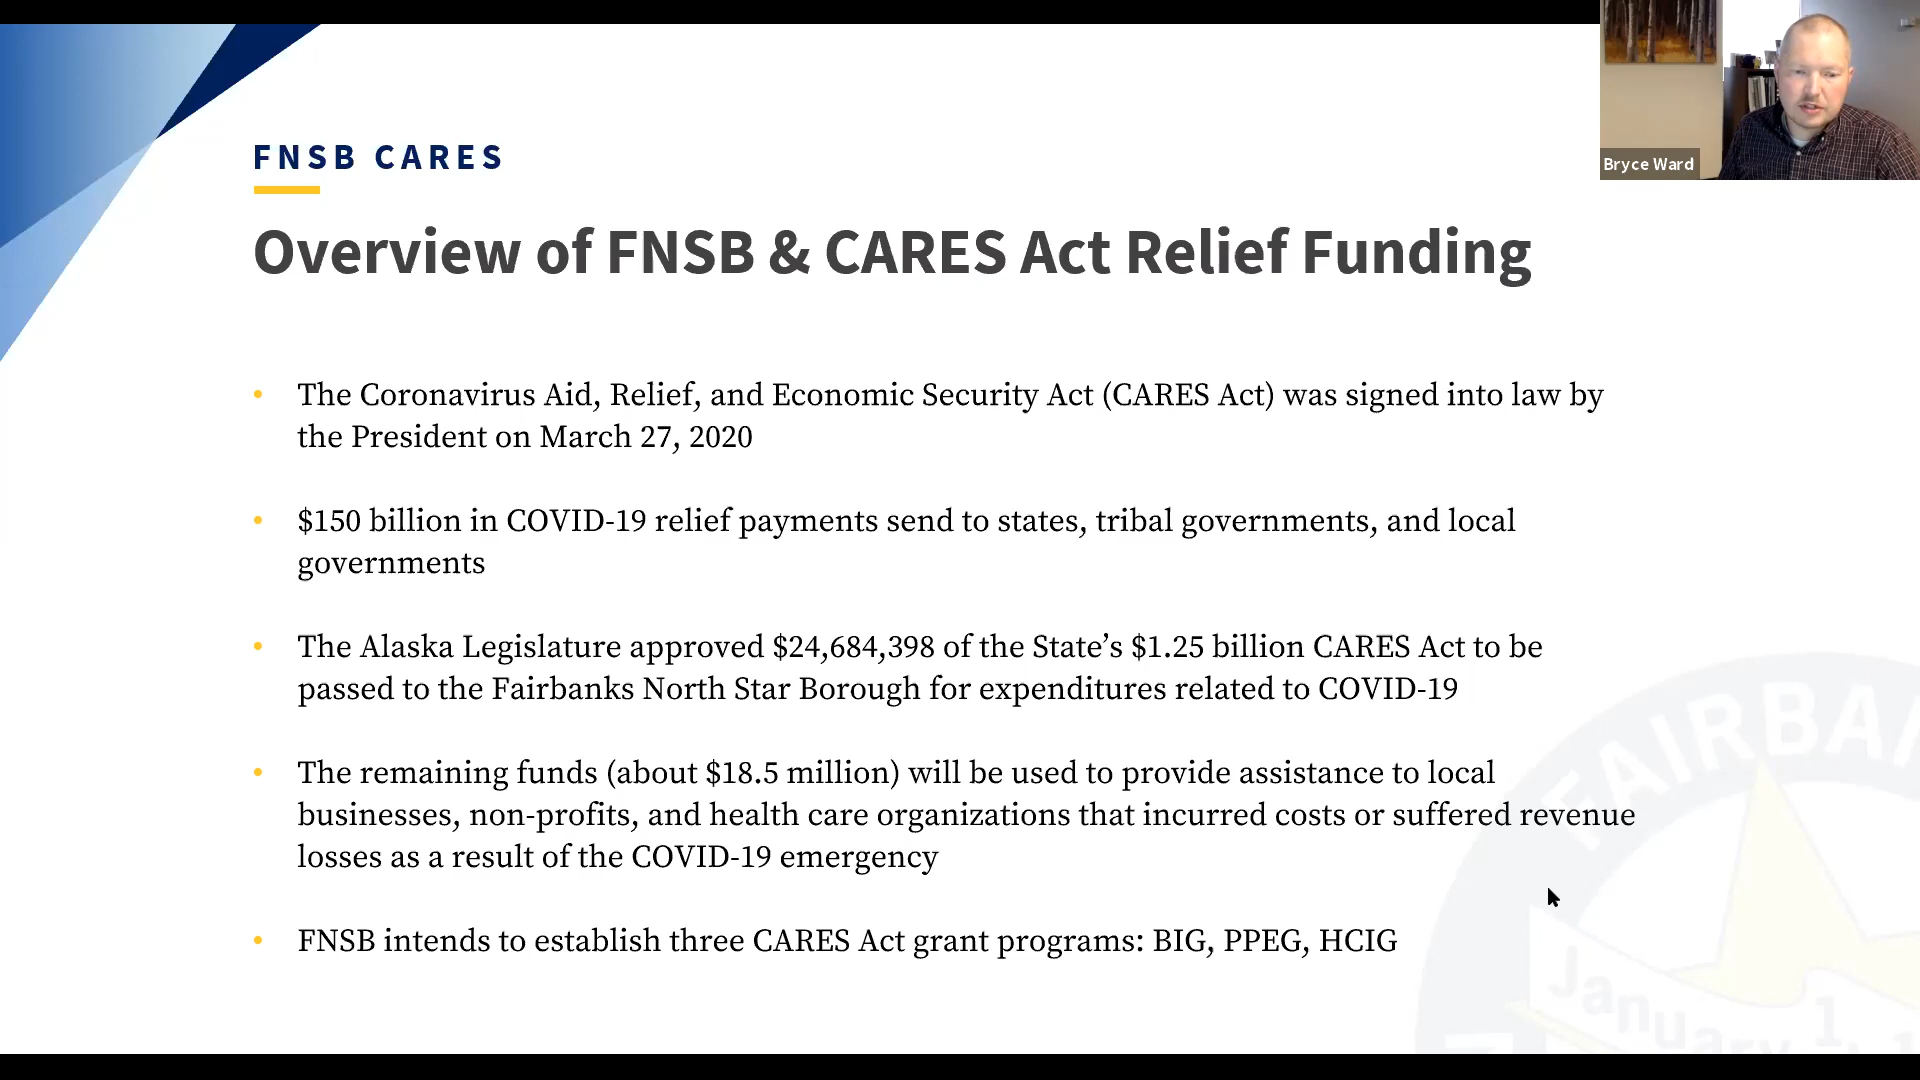 Bryce Ward
FNSB CARES
Overview of FNSB & CARES Act Relief Funding
• The Coronavirus Aid, Relief, and Economic Security Act (CARES Act) was signed into law by
the President on March 27, 2020
• $150 billion in COVID-19 relief payments send to states, tribal governments, and local
governments
• The Alaska Legislature approved $24,684,398 of the State’s $1.25 billion CARES Act to be
passed to the Fairbanks North Star Borough for expenditures related to COVID-19
• The remaining funds (about $18.5 million) will be used to provide assistance to local
businesses, non-profits, and health care organizations that incurred costs or suffered revenue
losses as a result of the COVID-19 emergency
• FNSB intends to establish three CARES Act grant programs: BIG, PPEG, HCIG
FAIRBA
January 1,